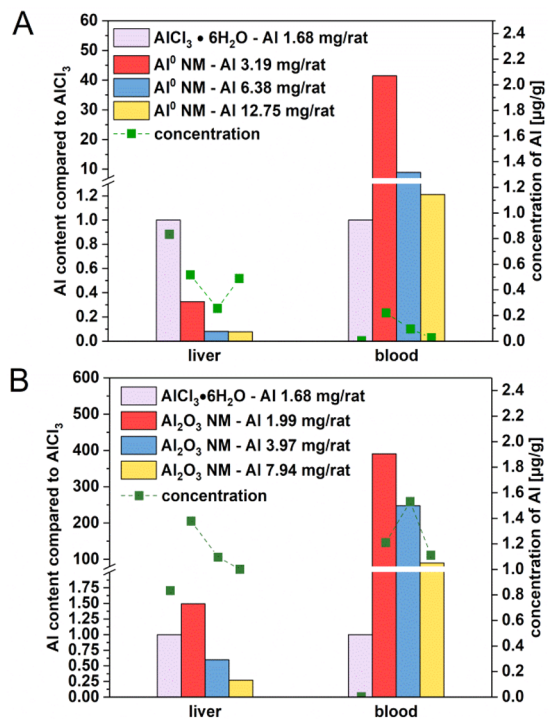 A
AlCl3 • 6H2O - Al 1.68 mg/rat
Al0 NM - Al 3.19 mg/rat
Al0 NM - Al 6.38 mg/rat
Al0 NM - Al 12.75 mg/rat
concentration
Al content compared to AlCl3
60
50
40
30
20
10
1.2
1.0
0.8
0.6
0.4
0.2
0.0
concentration of Al [µg/g]
2.4
2.2
2.0
1.8
1.6
1.4
1.2
1.0
0.8
0.6
0.4
0.2
0.0
liver
blood
B
AlCl3•6H2O - Al 1.68 mg/rat
Al2O3 NM - Al 1.99 mg/rat
Al2O3 NM - Al 3.97 mg/rat
Al2O3 NM - Al 7.94 mg/rat
concentration
Al content compared to AlCl3
600
500
400
300
200
100
1.75
1.50
1.25
1.00
0.75
0.50
0.25
0.00
concentration of Al [µg/g]
2.4
2.2
2.0
1.8
1.6
1.4
1.2
1.0
0.8
0.6
0.4
0.2
0.0
liver
blood